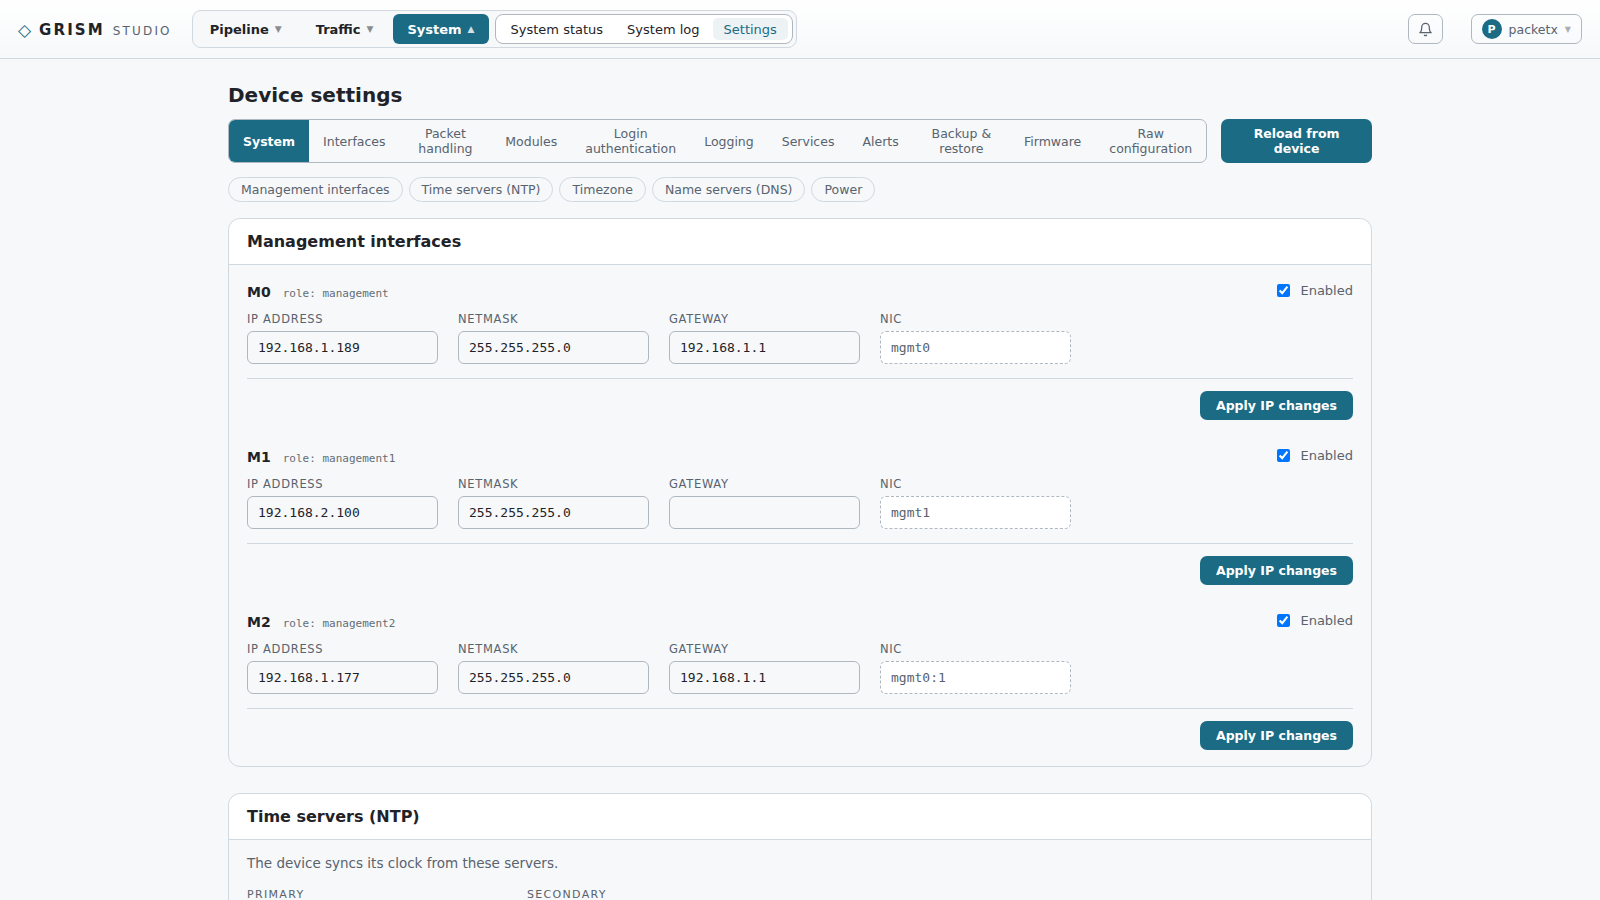 GRISM STUDIO
Pipeline ▼ Traffic ▼ System ▲ System status System log Settings
P packetx ▼
Device settings
System Interfaces Packet handling Modules Login authentication Logging Services Alerts Backup & restore Firmware Raw configuration Reload from device
Management interfaces Time servers (NTP) Timezone Name servers (DNS) Power
Management interfaces
M0 role: management Enabled
IP ADDRESS NETMASK GATEWAY NIC
192.168.1.189 255.255.255.0 192.168.1.1 mgmt0
Apply IP changes
M1 role: management1 Enabled
IP ADDRESS NETMASK GATEWAY NIC
192.168.2.100 255.255.255.0 mgmt1
Apply IP changes
M2 role: management2 Enabled
IP ADDRESS NETMASK GATEWAY NIC
192.168.1.177 255.255.255.0 192.168.1.1 mgmt0:1
Apply IP changes
Time servers (NTP)
The device syncs its clock from these servers.
PRIMARY SECONDARY